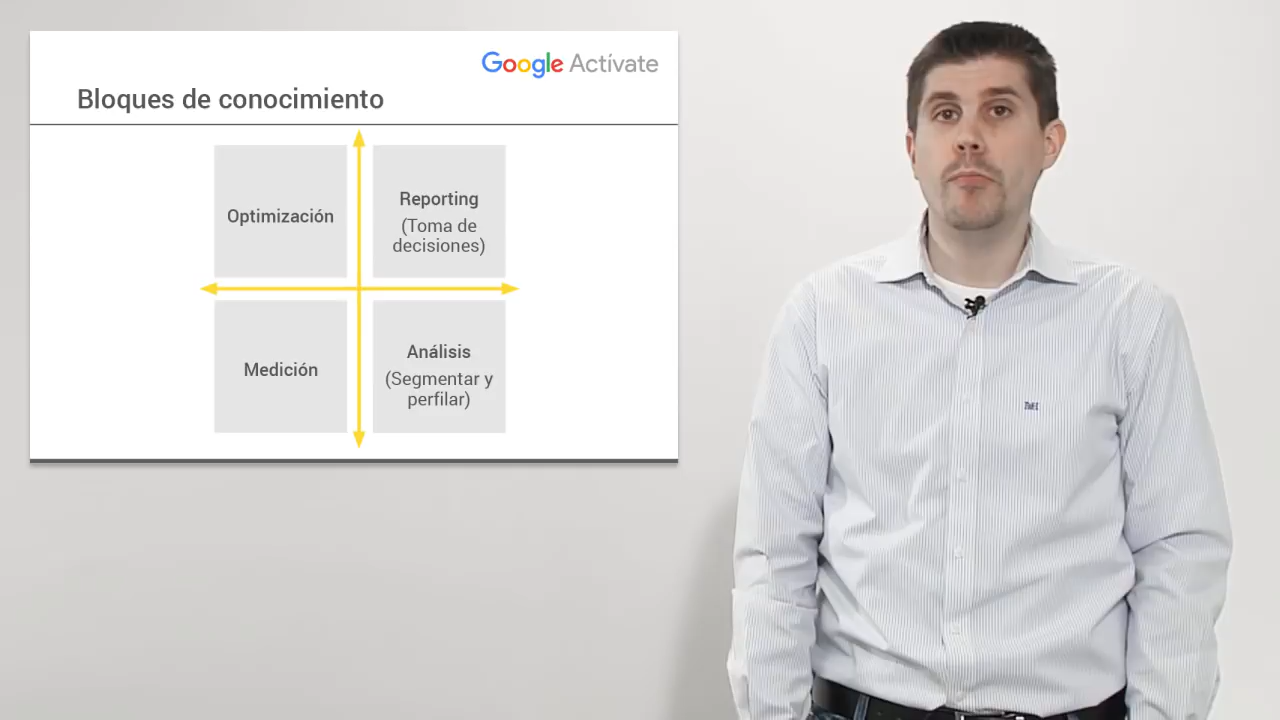 Google Actívate
Bloques de conocimiento
Optimización
Reporting
(Toma de
decisiones)
Medición
Análisis
(Segmentar y
perfilar)